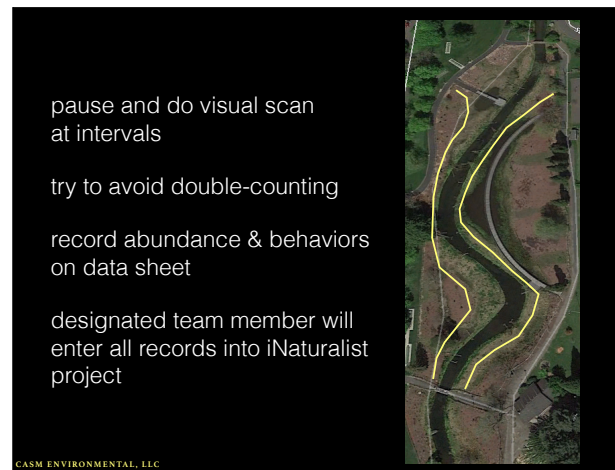 pause and do visual scan
at intervals
try to avoid double-counting
record abundance & behaviors
on data sheet
designated team member will
enter all records into iNaturalist
project
CASM ENVIRONMENTAL, LLC